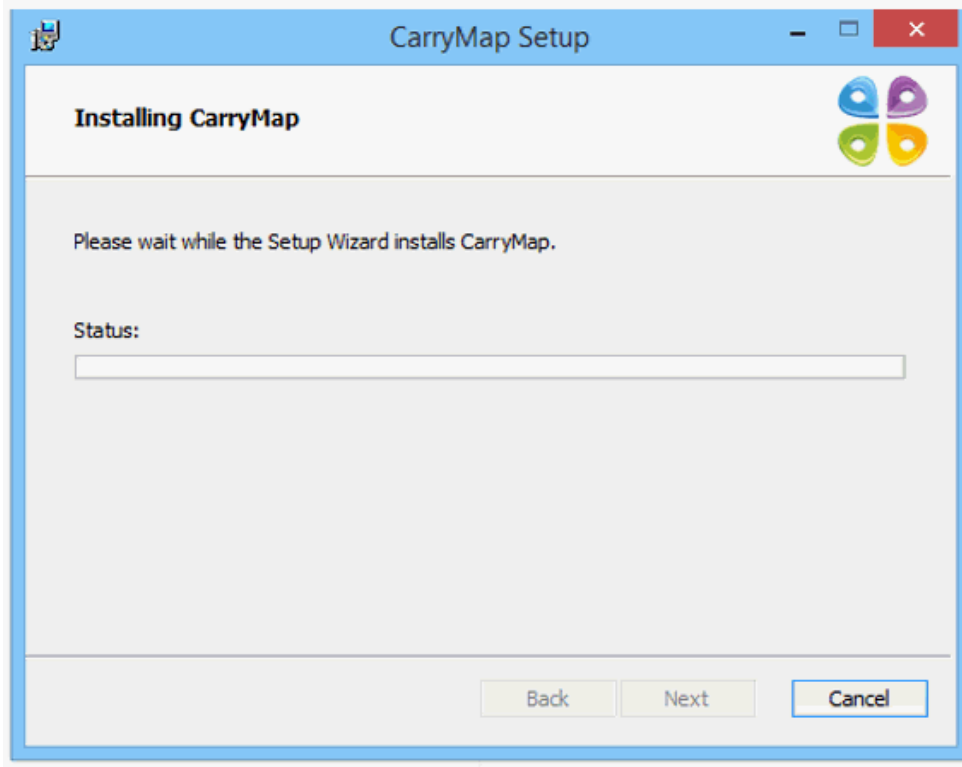 CarryMap Setup
Installing CarryMap
Please wait while the Setup Wizard installs CarryMap.
Status:
Back Next Cancel